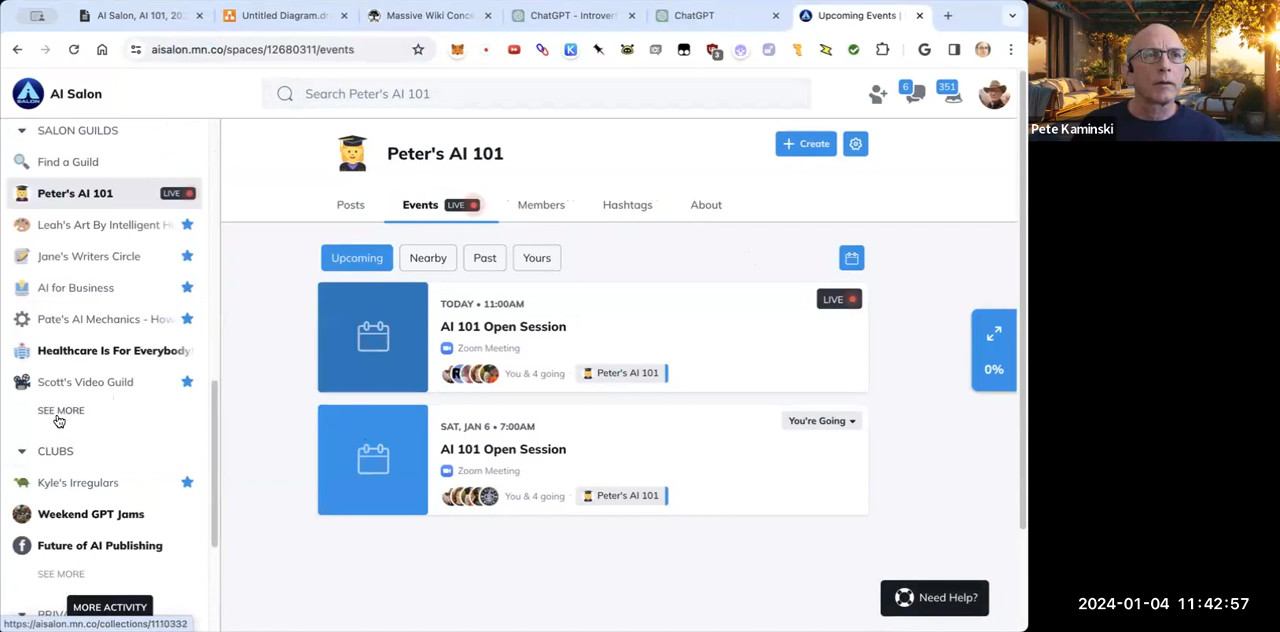 AI Salon, AI 101, 202
Untitled Diagram.dr
Massive Wiki Conce
ChatGPT - Introver
ChatGPT
Upcoming Events |
aisalon.mn.co/spaces/12680311/events
3
AI Salon
Search Peter's AI 101
6
351
Pete Kaminski
SALON GUILDS
Find a Guild
Peter's AI 101
LIVE
Leah's Art By Intelligent H
Jane's Writers Circle
AI for Business
Pate's AI Mechanics - How
Healthcare Is For Everybody
Scott's Video Guild
SEE MORE
CLUBS
Kyle's Irregulars
Weekend GPT Jams
Future of AI Publishing
SEE MORE
MORE ACTIVITY
https://aisalon.mn.co/collections/1110332
Peter's AI 101
+ Create
Posts
Events LIVE
Members
Hashtags
About
Upcoming
Nearby
Past
Yours
TODAY • 11:00AM
LIVE
AI 101 Open Session
Zoom Meeting
You & 4 going
Peter's AI 101
SAT, JAN 6 • 7:00AM
You're Going
AI 101 Open Session
Zoom Meeting
You & 4 going
Peter's AI 101
0%
Need Help?
2024-01-04 11:42:57